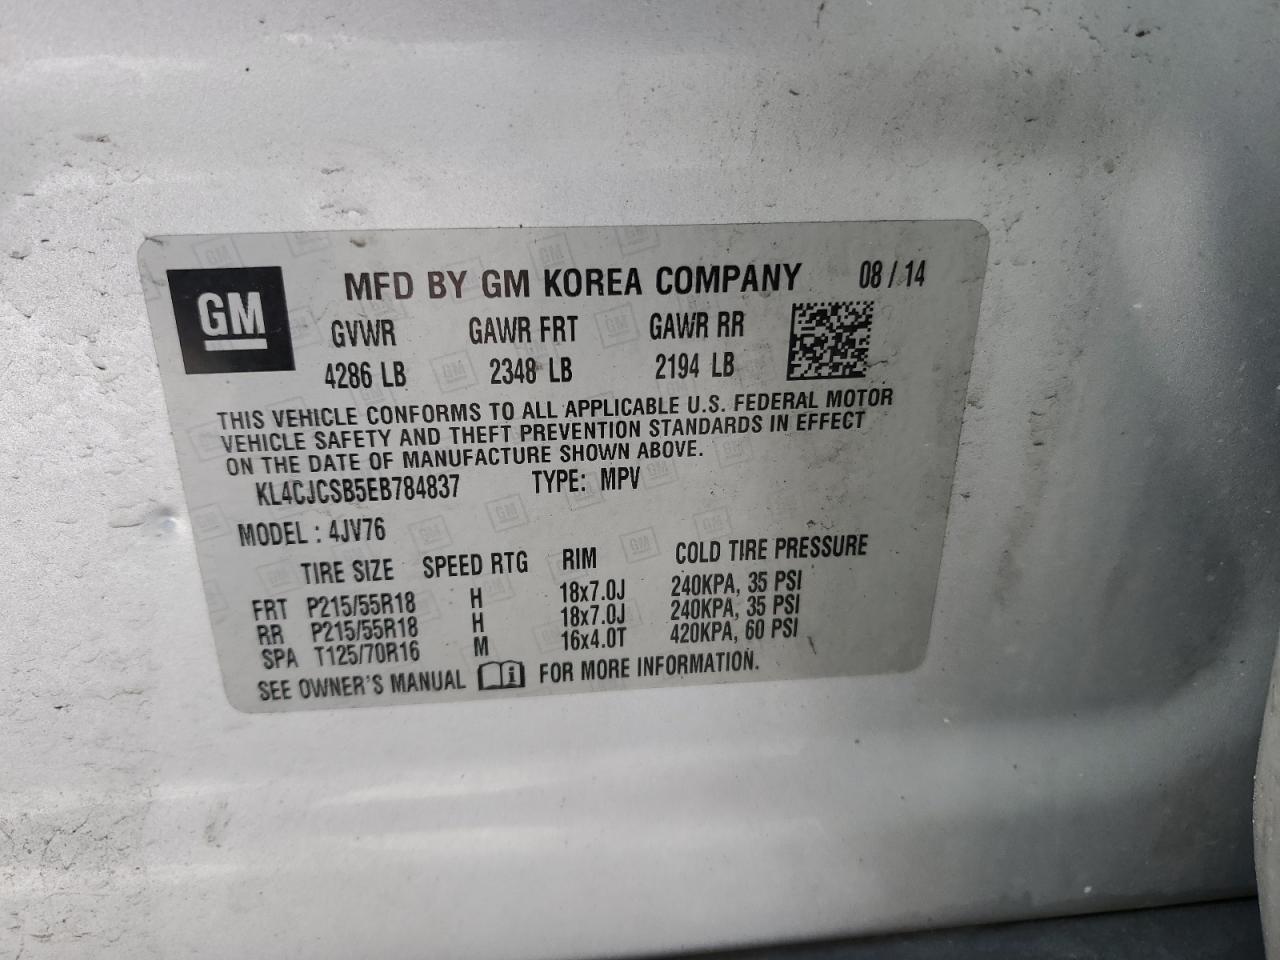 GM
MFD BY GM KOREA COMPANY 08 / 14
GVWR GAWR FRT GAWR RR
4286 LB 2348 LB 2194 LB
THIS VEHICLE CONFORMS TO ALL APPLICABLE U.S. FEDERAL MOTOR
VEHICLE SAFETY AND THEFT PREVENTION STANDARDS IN EFFECT
ON THE DATE OF MANUFACTURE SHOWN ABOVE.
KL4CJCSB5EB784837 TYPE: MPV
MODEL : 4JV76
TIRE SIZE SPEED RTG RIM COLD TIRE PRESSURE
FRT P215/55R18 H 18x7.0J 240KPA, 35 PSI
RR P215/55R18 H 18x7.0J 240KPA, 35 PSI
SPA T125/70R16 M 16x4.0T 420KPA, 60 PSI
SEE OWNER'S MANUAL FOR MORE INFORMATION.